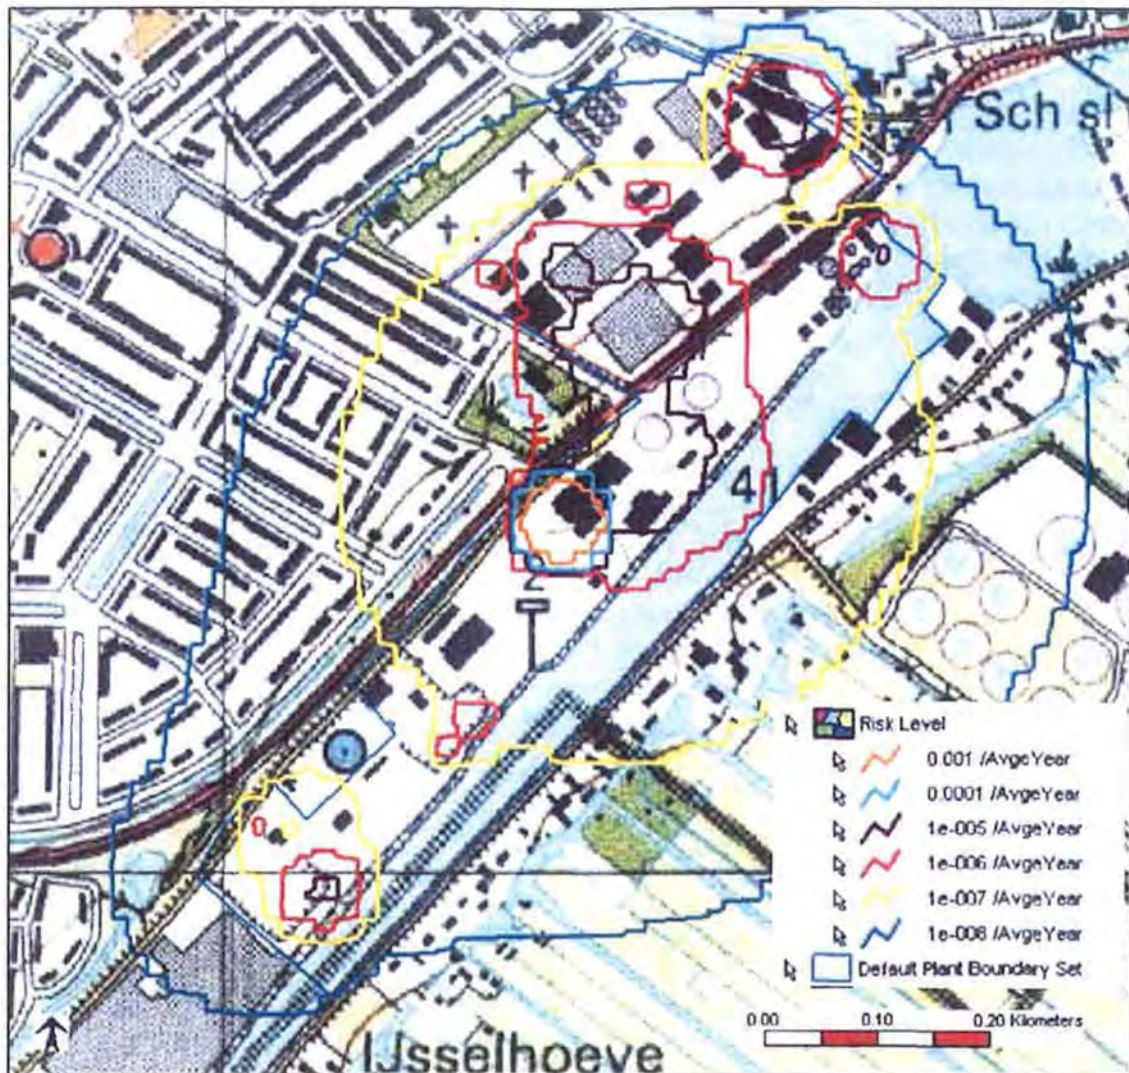 Sch sl
4
2
Risk Level
0.001 /AvgeYear
0.0001 /AvgeYear
1e-005 /AvgeYear
1e-006 /AvgeYear
1e-007 /AvgeYear
1e-008 /AvgeYear
Default Plant Boundary Set
0.00 0.10 0.20 Kilometers
IJsselhoeve